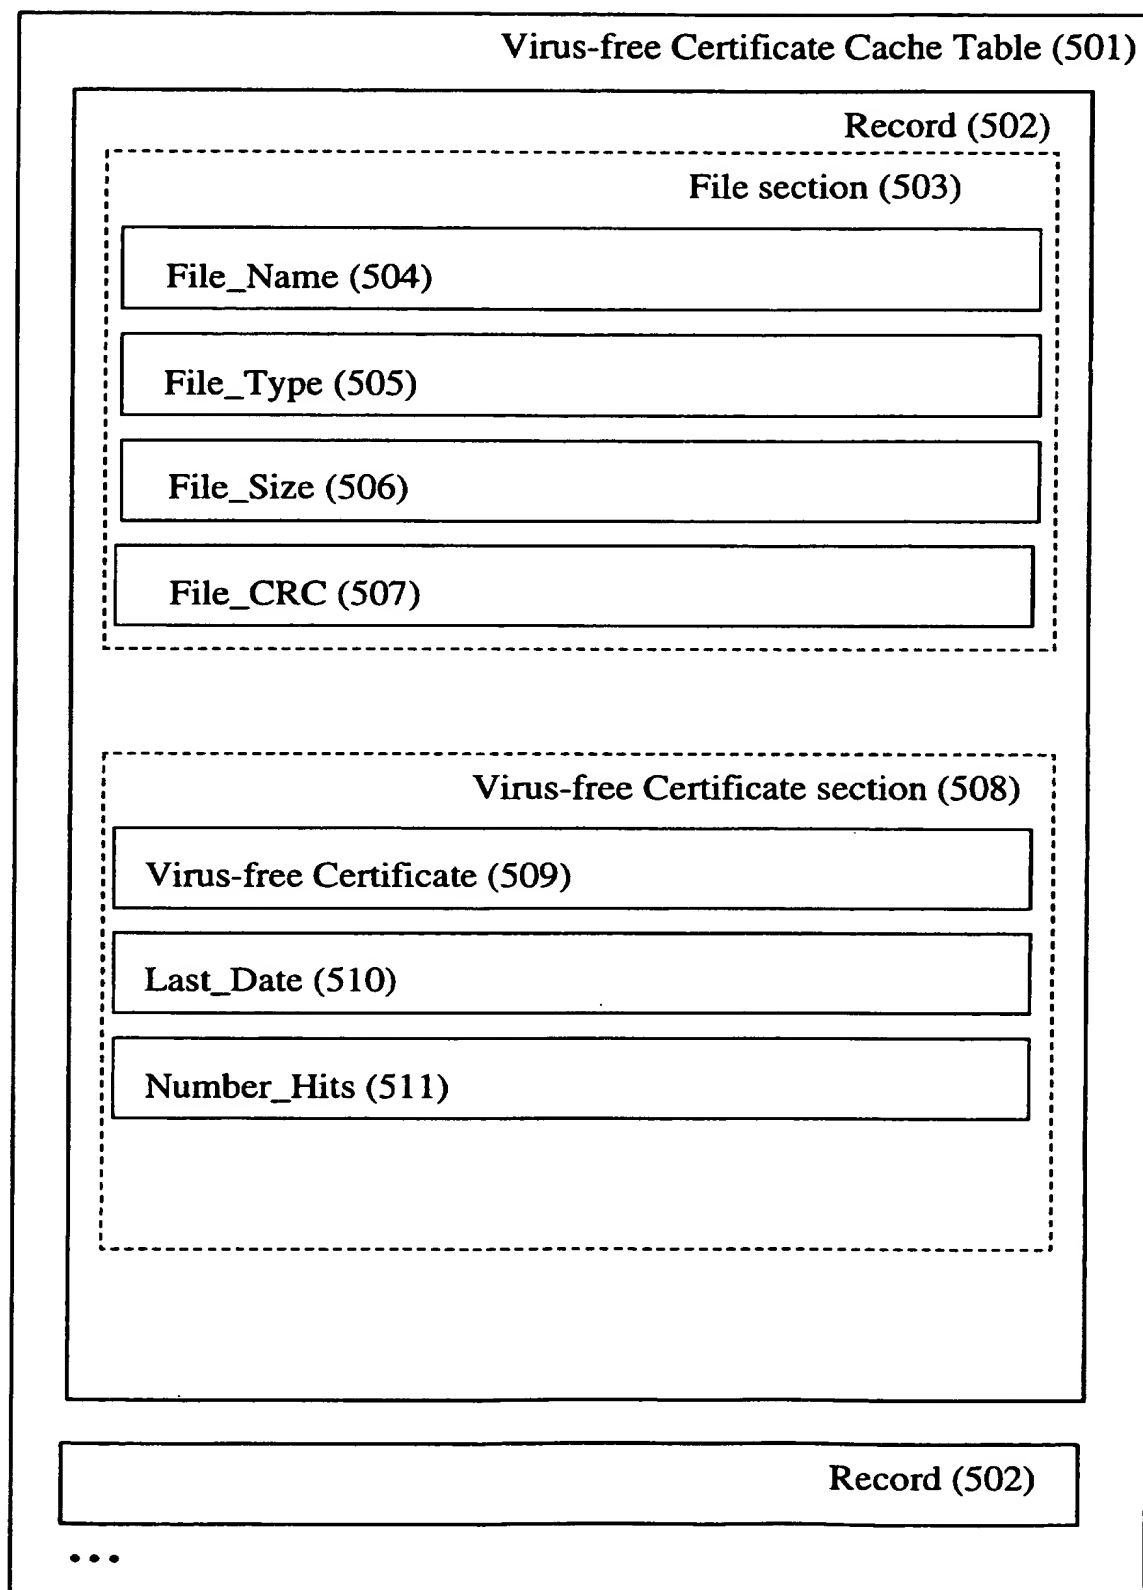 Virus-free Certificate Cache Table (501)
Record (502)
File section (503)
File_Name (504)
File_Type (505)
File_Size (506)
File_CRC (507)
Virus-free Certificate section (508)
Virus-free Certificate (509)
Last_Date (510)
Number_Hits (511)
Record (502)
...